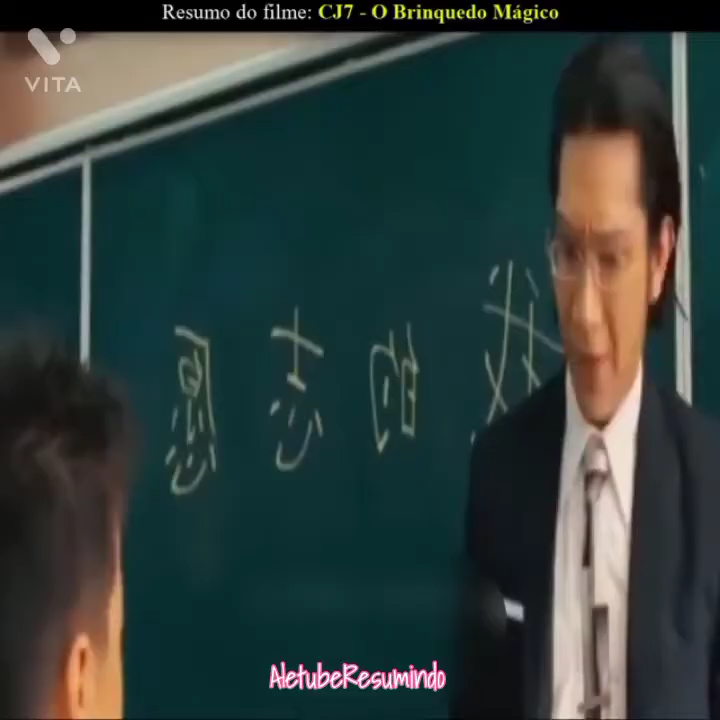 Resumo do filme: CJ7 - O Brinquedo Mágico
VITA
我的志愿
AletubeResumindo